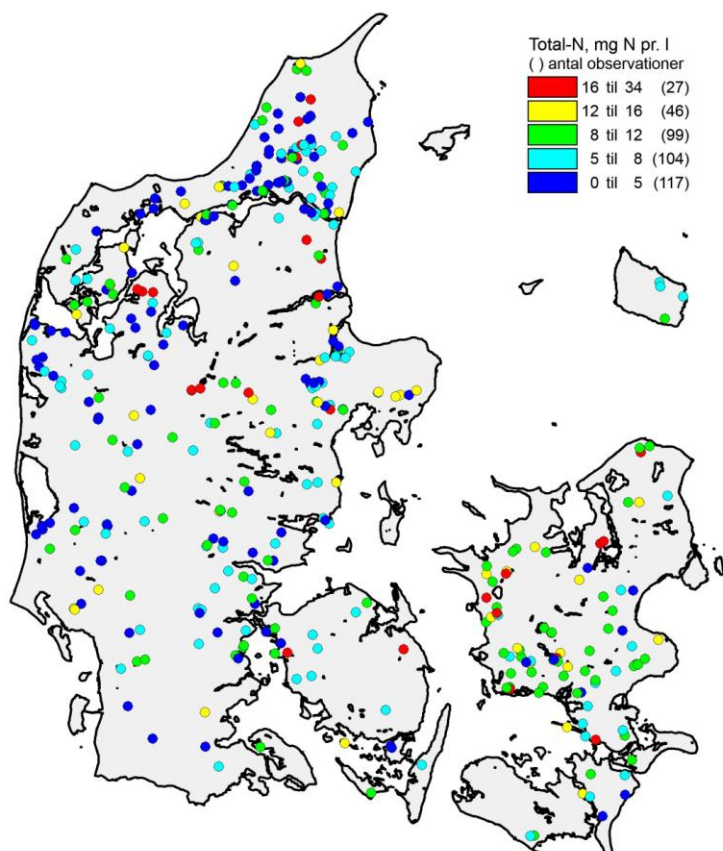 Total-N, mg N pr. l
( ) antal observationer
16 til 34 (27)
12 til 16 (46)
8 til 12 (99)
5 til 8 (104)
0 til 5 (117)